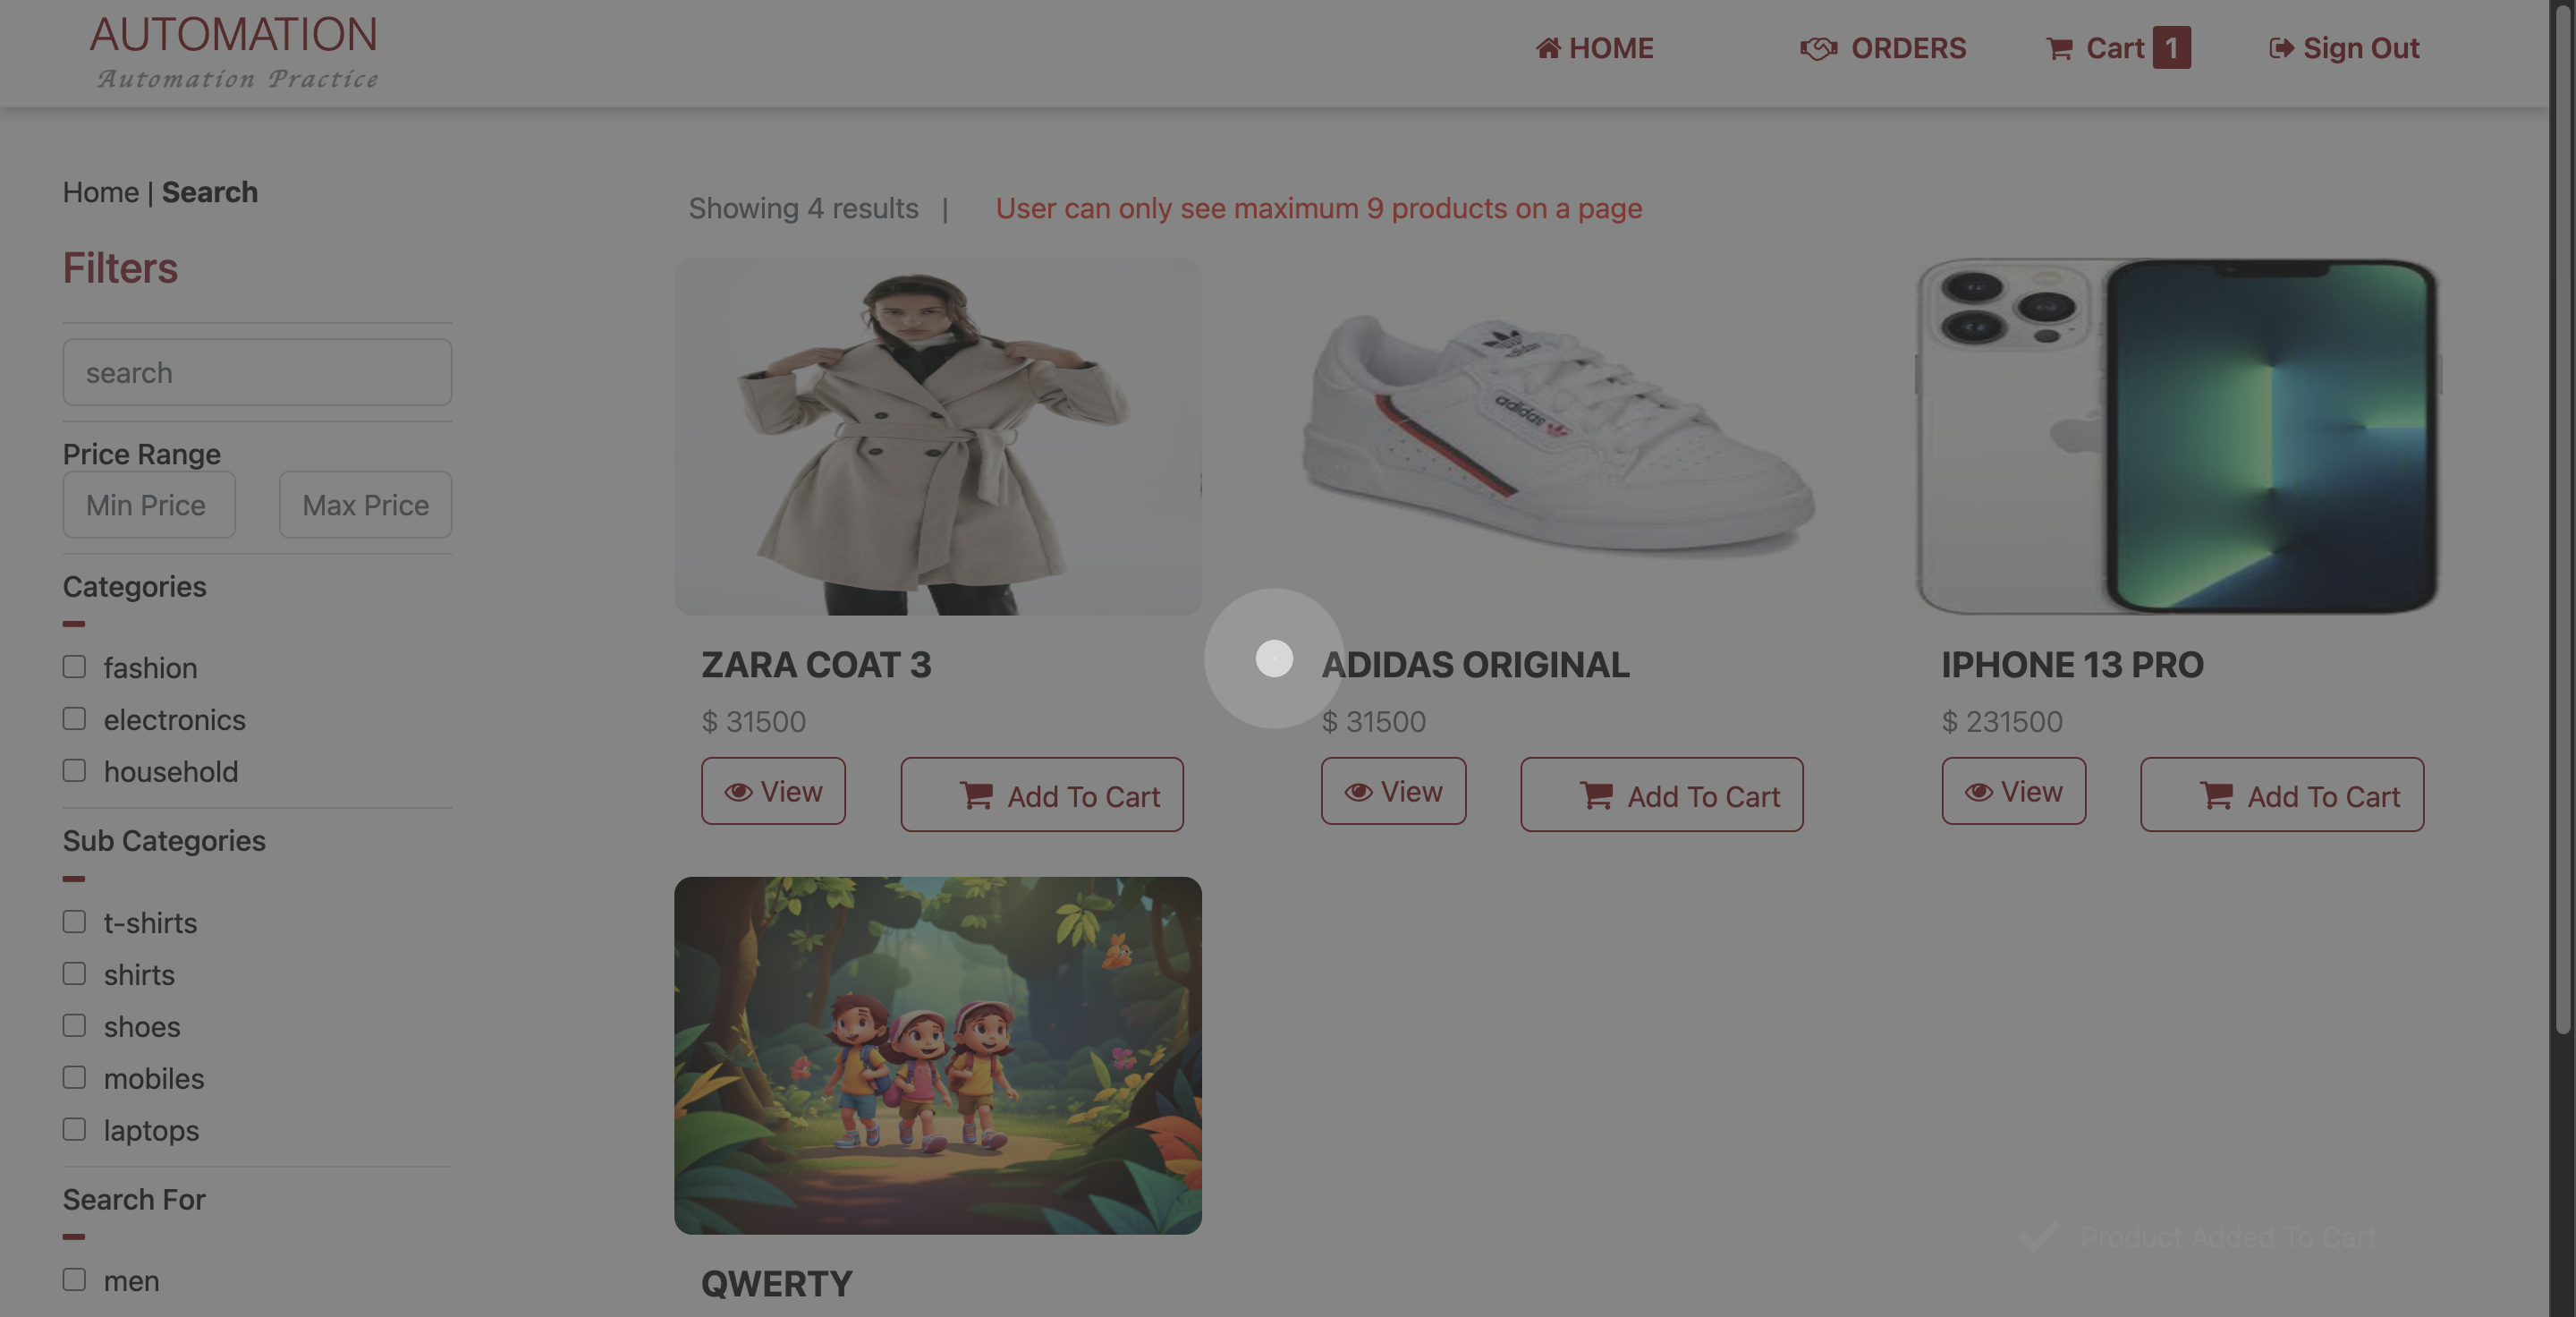 AUTOMATION
Automation Practice
HOME
ORDERS
Cart 1
Sign Out
Home | Search
Filters
search
Price Range
Min Price
Max Price
Categories
fashion
electronics
household
Sub Categories
t-shirts
shirts
shoes
mobiles
laptops
Search For
men
Showing 4 results |
User can only see maximum 9 products on a page
adidas
ZARA COAT 3
$ 31500
View
Add To Cart
ADIDAS ORIGINAL
$ 31500
View
Add To Cart
IPHONE 13 PRO
$ 231500
View
Add To Cart
QWERTY
Product Added To Cart